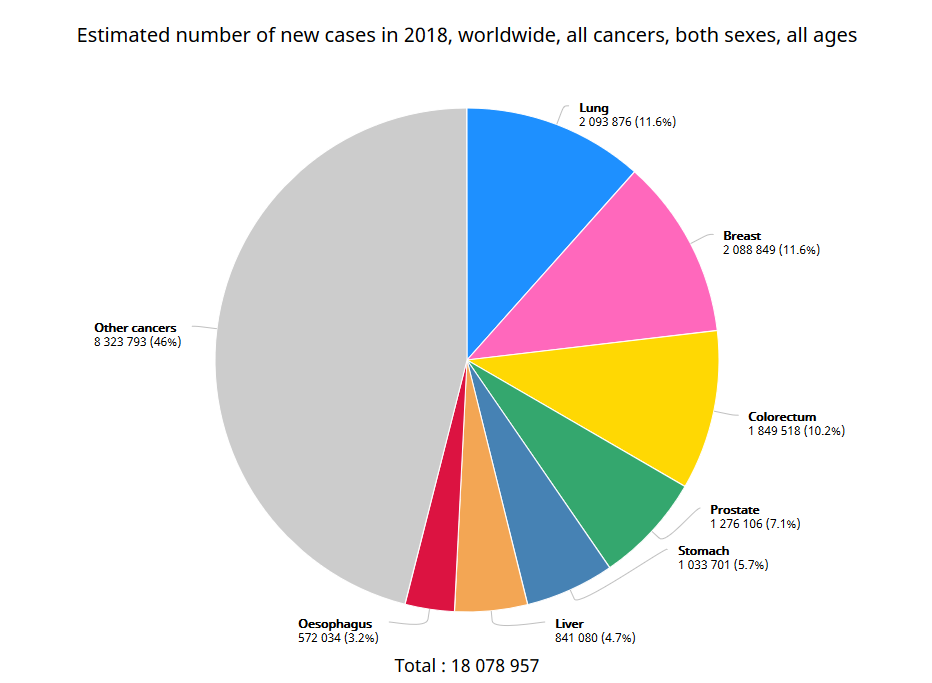 Estimated number of new cases in 2018, worldwide, all cancers, both sexes, all ages
Lung
2 093 876 (11.6%)
Breast
2 088 849 (11.6%)
Other cancers
8 323 793 (46%)
Colorectum
1 849 518 (10.2%)
Prostate
1 276 106 (7.1%)
Stomach
1 033 701 (5.7%)
Oesophagus
572 034 (3.2%)
Liver
841 080 (4.7%)
Total : 18 078 957